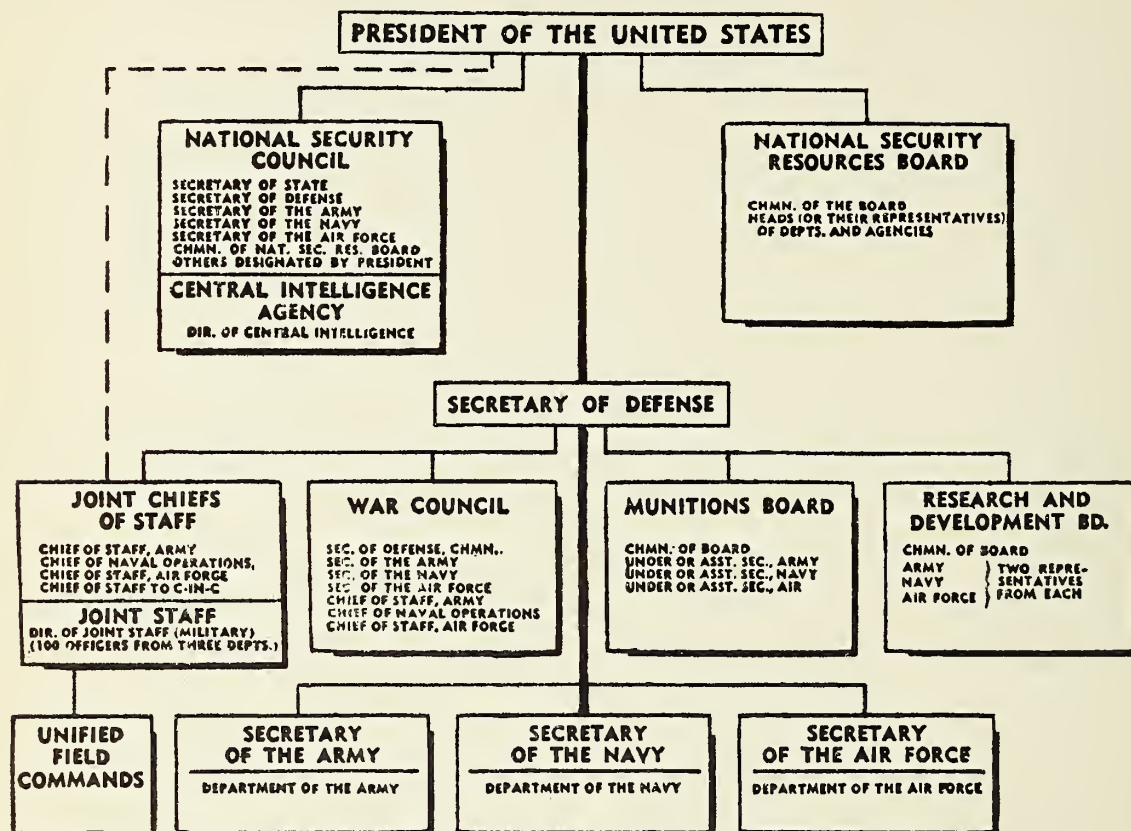 PRESIDENT OF THE UNITED STATES
NATIONAL SECURITY
COUNCIL
SECRETARY OF STATE
SECRETARY OF DEFENSE
SECRETARY OF THE ARMY
SECRETARY OF THE NAVY
SECRETARY OF THE AIR FORCE
CHMN. OF NAT. SEC. RES. BOARD
OTHERS DESIGNATED BY PRESIDENT
CENTRAL INTELLIGENCE
AGENCY
DIR. OF CENTRAL INTELLIGENCE
NATIONAL SECURITY
RESOURCES BOARD
CHMN. OF THE BOARD
HEADS (OR THEIR REPRESENTATIVES)
OF DEPTS. AND AGENCIES
SECRETARY OF DEFENSE
JOINT CHIEFS
OF STAFF
CHIEF OF STAFF, ARMY
CHIEF OF NAVAL OPERATIONS,
CHIEF OF STAFF, AIR FORCE
CHIEF OF STAFF TO C-IN-C
JOINT STAFF
DIR. OF JOINT STAFF (MILITARY)
(100 OFFICERS FROM THREE DEPTS.)
WAR COUNCIL
SEC. OF DEFENSE, CHMN..
SEC. OF THE ARMY
SEC. OF THE NAVY
SEC. OF THE AIR FORCE
CHIEF OF STAFF, ARMY
CHIEF OF NAVAL OPERATIONS
CHIEF OF STAFF, AIR FORCE
MUNITIONS BOARD
CHMN. OF BOARD
UNDER OR ASST. SEC., ARMY
UNDER OR ASST. SEC., NAVY
UNDER OR ASST. SEC., AIR
RESEARCH AND
DEVELOPMENT BD.
CHMN. OF BOARD
ARMY } TWO REPRE-
NAVY } SENTATIVES
AIR FORCE } FROM EACH
UNIFIED
FIELD
COMMANDS
SECRETARY
OF THE ARMY
DEPARTMENT OF THE ARMY
SECRETARY
OF THE NAVY
DEPARTMENT OF THE NAVY
SECRETARY
OF THE AIR FORCE
DEPARTMENT OF THE AIR FORCE